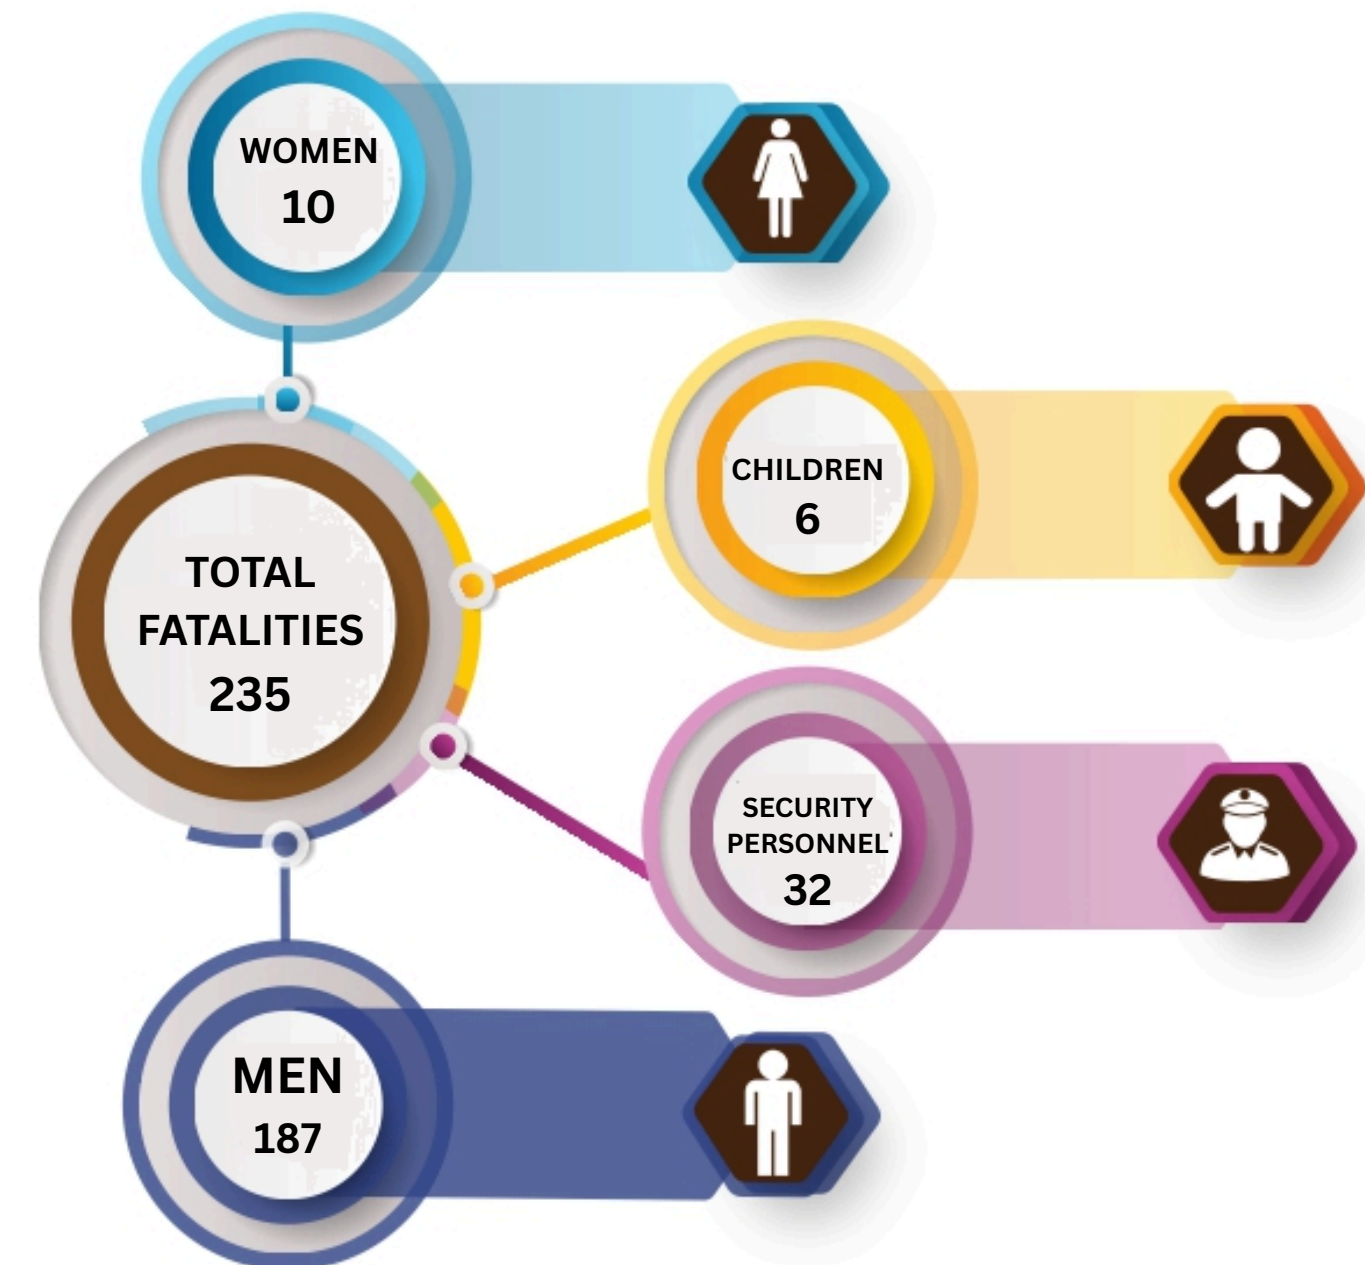 WOMEN
10
CHILDREN
6
TOTAL
FATALITIES
235
SECURITY
PERSONNEL
32
MEN
187